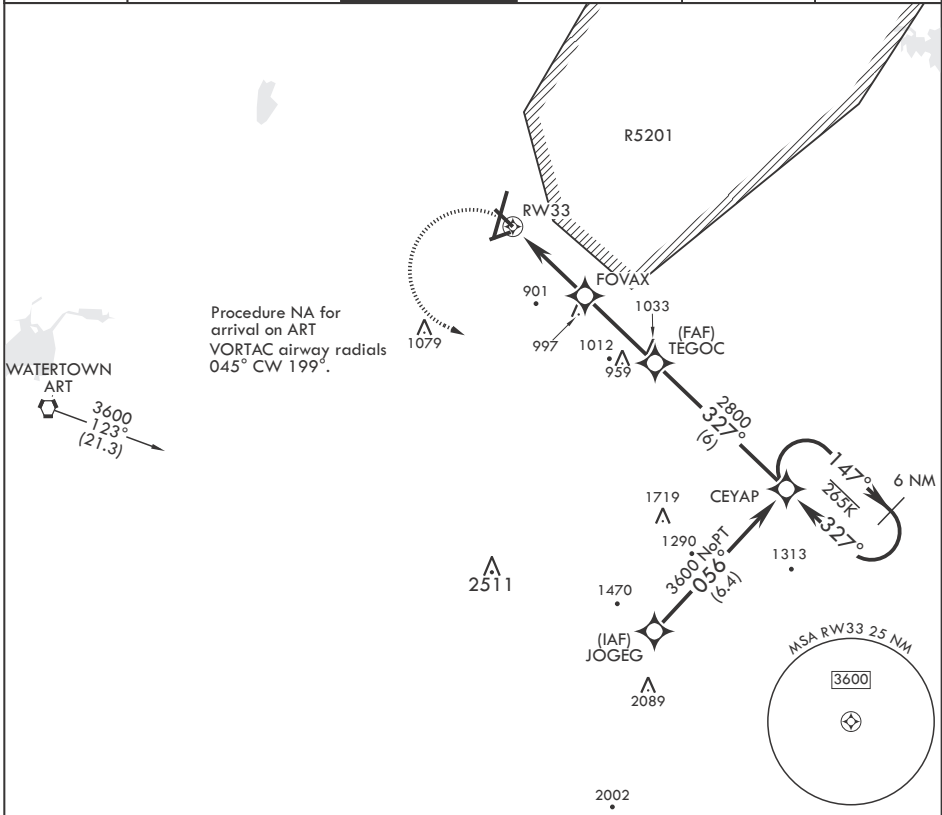 R5201
RW33
FOVAX
901
1033
Procedure NA for
arrival on ART
VORTAC airway radials
045° CW 199°.
1079
997
1012
959
(FAF)
TEGOC
WATERTOWN
ART
3600
123°
(21.3)
2800
327°
(6)
CEYAP
147°
265K
6 NM
327°
1719
1290
3600 NoPT
056°
(6.4)
1313
2511
1470
(IAF)
JOGEG
2089
MSA RW33 25 NM
3600
2002